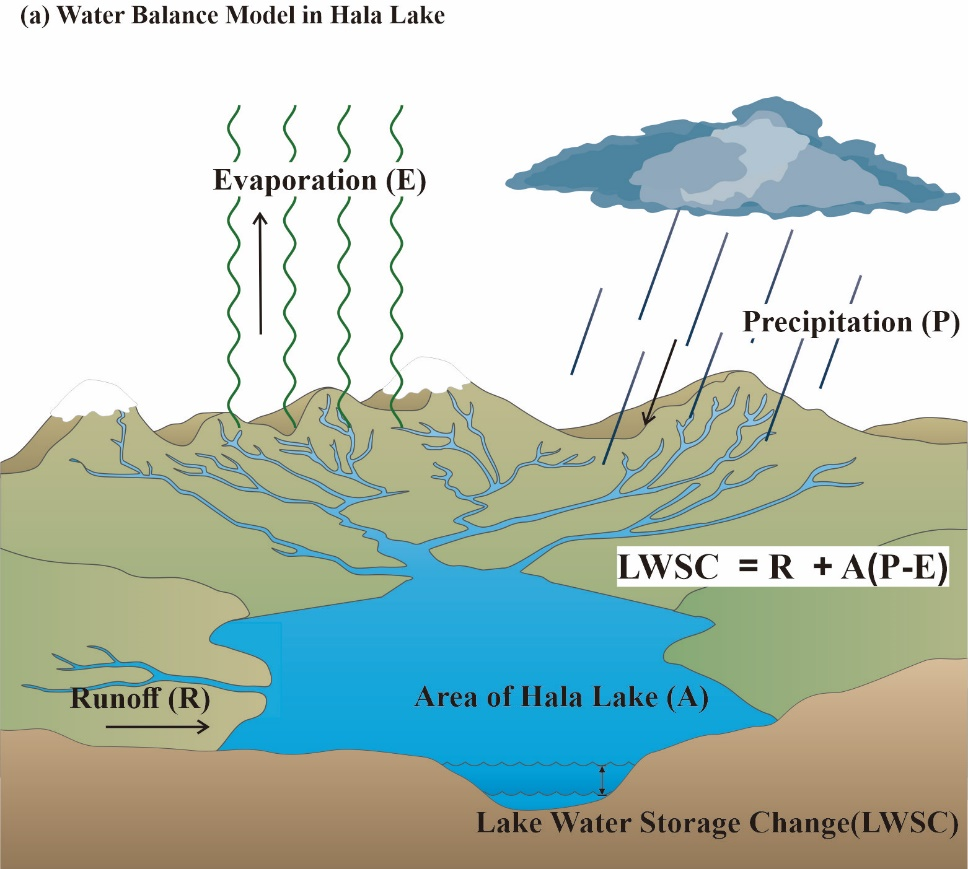 (a) Water Balance Model in Hala Lake
Evaporation (E)
Precipitation (P)
LWSC = R + A(P-E)
Runoff (R)
Area of Hala Lake (A)
Lake Water Storage Change(LWSC)